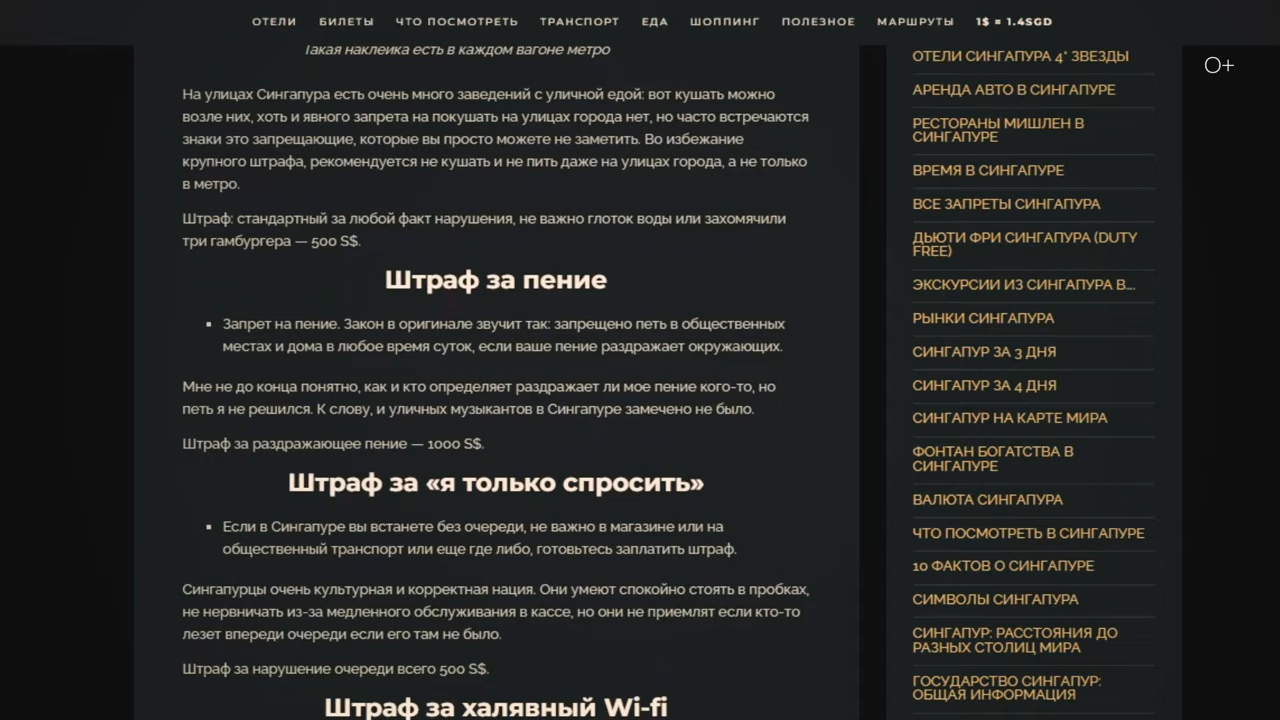 ОТЕЛИ БИЛЕТЫ ЧТО ПОСМОТРЕТЬ ТРАНСПОРТ ЕДА ШОППИНГ ПОЛЕЗНОЕ МАРШРУТЫ 1$ = 1.4SGD
Такая наклейка есть в каждом вагоне метро
На улицах Сингапура есть очень много заведений с уличной едой: вот кушать можно
возле них, хоть и явного запрета на покушать на улицах города нет, но часто встречаются
знаки это запрещающие, которые вы просто можете не заметить. Во избежание
крупного штрафа, рекомендуется не кушать и не пить даже на улицах города, а не только
в метро.
Штраф: стандартный за любой факт нарушения, не важно глоток воды или захомячили
три гамбургера — 500 S$.
Штраф за пение
▪ Запрет на пение. Закон в оригинале звучит так: запрещено петь в общественных
местах и дома в любое время суток, если ваше пение раздражает окружающих.
Мне не до конца понятно, как и кто определяет раздражает ли мое пение кого-то, но
петь я не решился. К слову, и уличных музыкантов в Сингапуре замечено не было.
Штраф за раздражающее пение — 1000 S$.
Штраф за «я только спросить»
▪ Если в Сингапуре вы встанете без очереди, не важно в магазине или на
общественный транспорт или еще где либо, готовьтесь заплатить штраф.
Сингапурцы очень культурная и корректная нация. Они умеют спокойно стоять в пробках,
не нервничать из-за медленного обслуживания в кассе, но они не приемлят если кто-то
лезет впереди очереди если его там не было.
Штраф за нарушение очереди всего 500 S$.
Штраф за халявный Wi-fi
ОТЕЛИ СИНГАПУРА 4* ЗВЕЗДЫ
АРЕНДА АВТО В СИНГАПУРЕ
РЕСТОРАНЫ МИШЛЕН В
СИНГАПУРЕ
ВРЕМЯ В СИНГАПУРЕ
ВСЕ ЗАПРЕТЫ СИНГАПУРА
ДЬЮТИ ФРИ СИНГАПУРА (DUTY
FREE)
ЭКСКУРСИИ ИЗ СИНГАПУРА В...
РЫНКИ СИНГАПУРА
СИНГАПУР ЗА 3 ДНЯ
СИНГАПУР ЗА 4 ДНЯ
СИНГАПУР НА КАРТЕ МИРА
ФОНТАН БОГАТСТВА В
СИНГАПУРЕ
ВАЛЮТА СИНГАПУРА
ЧТО ПОСМОТРЕТЬ В СИНГАПУРЕ
10 ФАКТОВ О СИНГАПУРЕ
СИМВОЛЫ СИНГАПУРА
СИНГАПУР: РАССТОЯНИЯ ДО
РАЗНЫХ СТОЛИЦ МИРА
ГОСУДАРСТВО СИНГАПУР:
ОБЩАЯ ИНФОРМАЦИЯ
0+